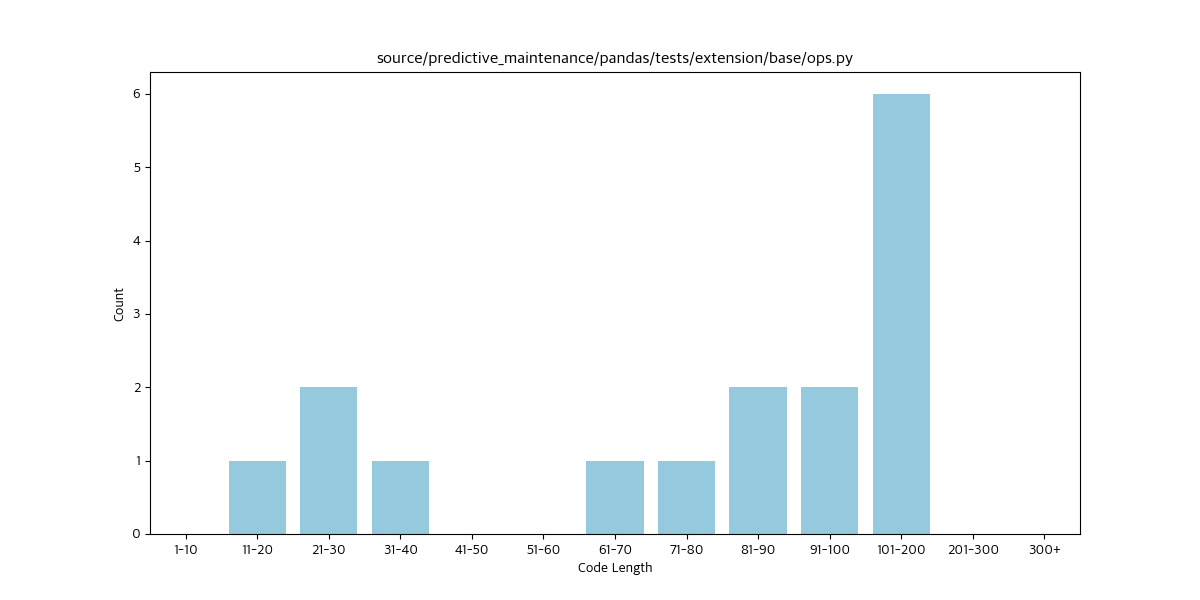 source/predictive_maintenance/pandas/tests/extension/base/ops.py
6
5
4
3
2
1
0
Count
1-10 11-20 21-30 31-40 41-50 51-60 61-70 71-80 81-90 91-100 101-200 201-300 300+
Code Length